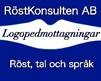 RöstKonsulten AB
Logopedmottagningar
Röst, tal och språk